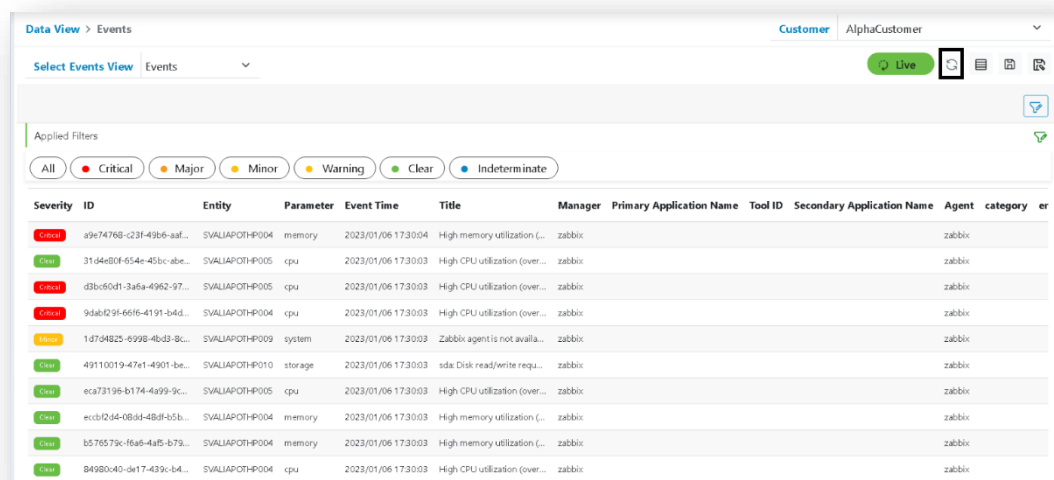 Data View > Events Customer AlphaCustomer
Select Events View Events Live
Applied Filters
All Critical Major Minor Warning Clear Indeterminate
Severity ID Entity Parameter Event Time Title Manager Primary Application Name Tool ID Secondary Application Name Agent category er
Critical a9e74768-c23f-49b6-aaf... SVALIAPOTHP004 memory 2023/01/06 17:30:04 High memory utilization (... zabbix zabbix
Clear 31d4e80f-654e-45bc-abe... SVALIAPOTHP005 cpu 2023/01/06 17:30:03 High CPU utilization (over... zabbix zabbix
Critical d3bc60d1-3a6a-4962-97... SVALIAPOTHP005 cpu 2023/01/06 17:30:03 High CPU utilization (over... zabbix zabbix
Critical 9dabf29f-66f6-4191-b4d... SVALIAPOTHP004 cpu 2023/01/06 17:30:03 High CPU utilization (over... zabbix zabbix
Minor 1d7d4825-6998-4bd3-8c... SVALIAPOTHP009 system 2023/01/06 17:30:03 Zabbix agent is not availa... zabbix zabbix
Clear 49110019-47e1-4901-be... SVALIAPOTHP010 storage 2023/01/06 17:30:03 sda: Disk read/write requ... zabbix zabbix
Clear eca73196-b174-4a99-9c... SVALIAPOTHP005 cpu 2023/01/06 17:30:03 High CPU utilization (over... zabbix zabbix
Clear eccbf2d4-08dd-48df-b5b... SVALIAPOTHP004 memory 2023/01/06 17:30:03 High memory utilization (... zabbix zabbix
Clear b576579c-f6a6-4af5-b79... SVALIAPOTHP004 memory 2023/01/06 17:30:03 High memory utilization (... zabbix zabbix
Clear 84980c40-de17-439c-b4... SVALIAPOTHP004 cpu 2023/01/06 17:30:03 High CPU utilization (over... zabbix zabbix